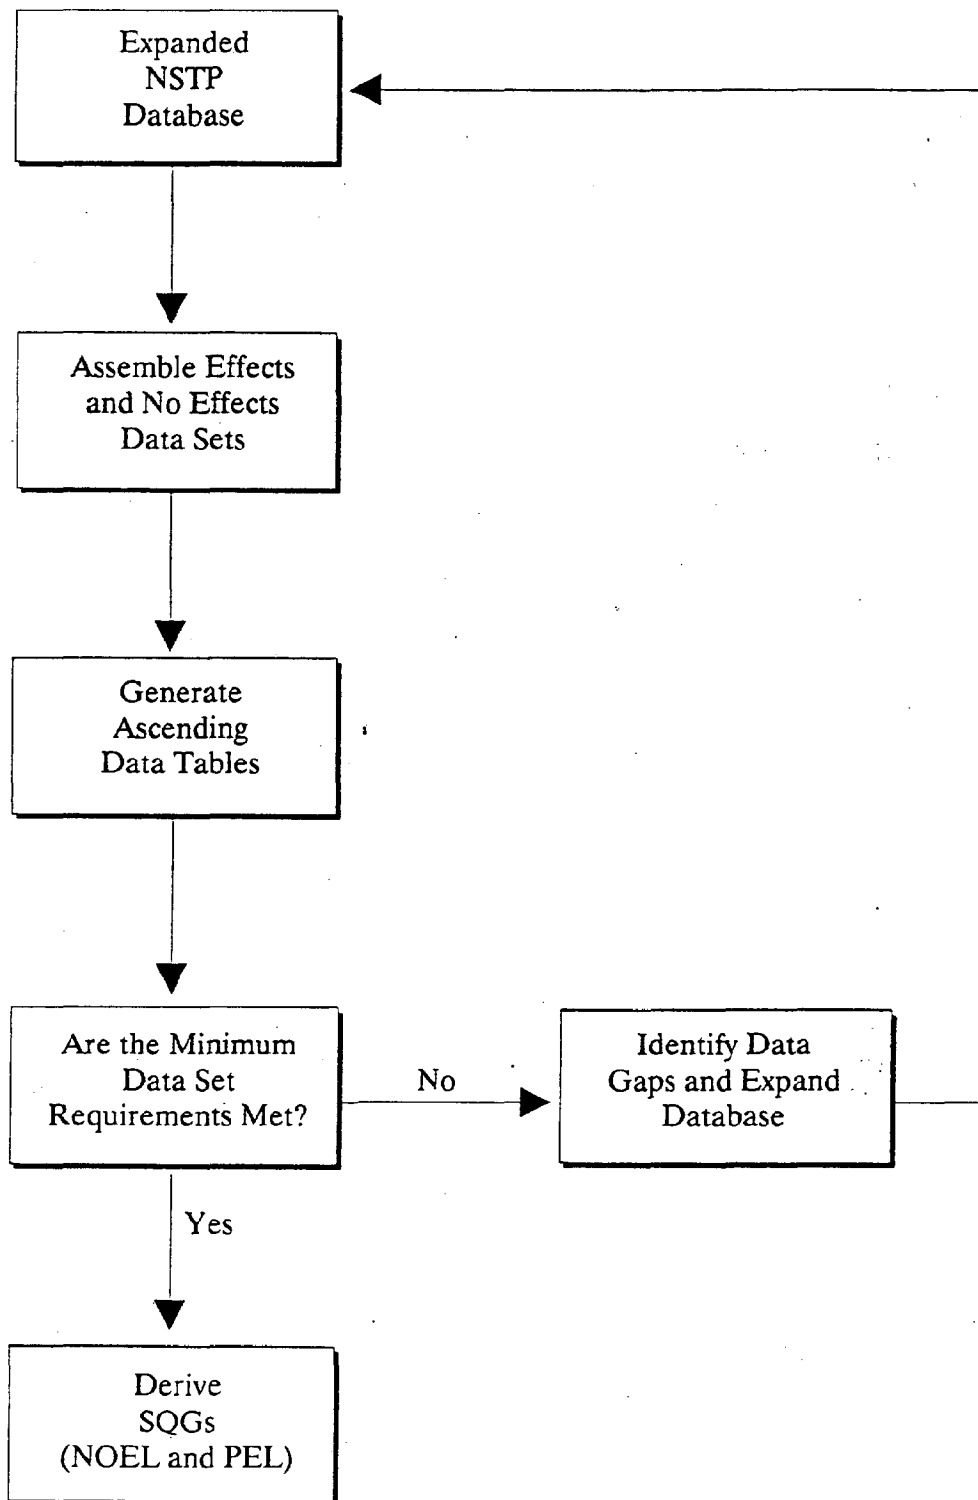 Expanded
NSTP
Database
Assemble Effects
and No Effects
Data Sets
Generate
Ascending
Data Tables
Are the Minimum
Data Set
Requirements Met?
No
Identify Data
Gaps and Expand
Database
Yes
Derive
SQGs
(NOEL and PEL)